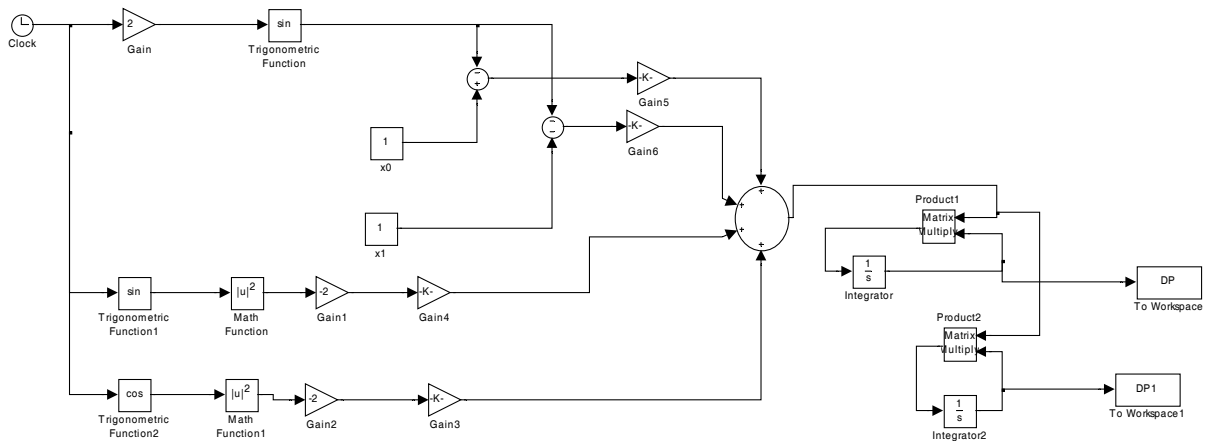 Clock
2
Gain
sin
Trigonometric
Function
−
+
-K-
Gain5
−
−
-K-
Gain6
1
x0
1
x1
+
+
+
+
Product1
Matrix
Multiply
1
s
Integrator
DP
To Workspace
sin
Trigonometric
Function1
|u|2
Math
Function
-2
Gain1
-K-
Gain4
Product2
Matrix
Multiply
1
s
Integrator2
DP1
To Workspace1
cos
Trigonometric
Function2
|u|2
Math
Function1
-2
Gain2
-K-
Gain3